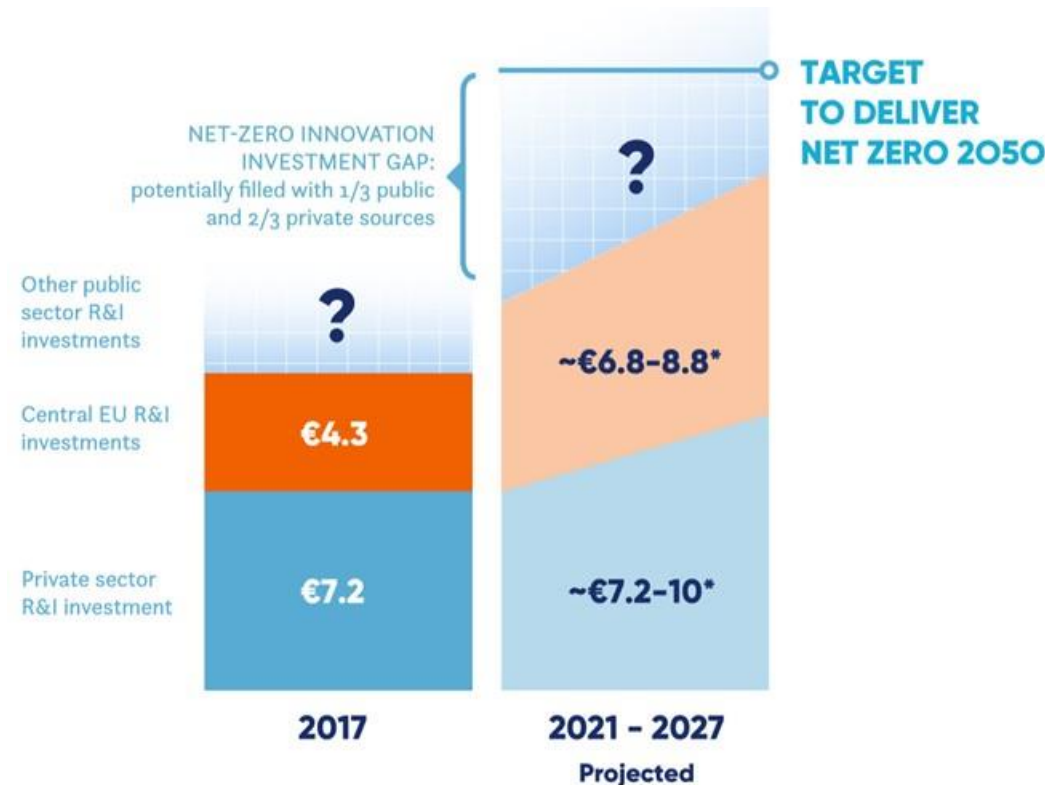 TARGET
TO DELIVER
NET ZERO 2050
NET-ZERO INNOVATION
INVESTMENT GAP:
potentially filled with 1/3 public
and 2/3 private sources
?
Other public
sector R&I
investments
?
~€6.8-8.8*
Central EU R&I
investments
€4.3
Private sector
R&I investment
€7.2
~€7.2-10*
2017
2021 - 2027
Projected